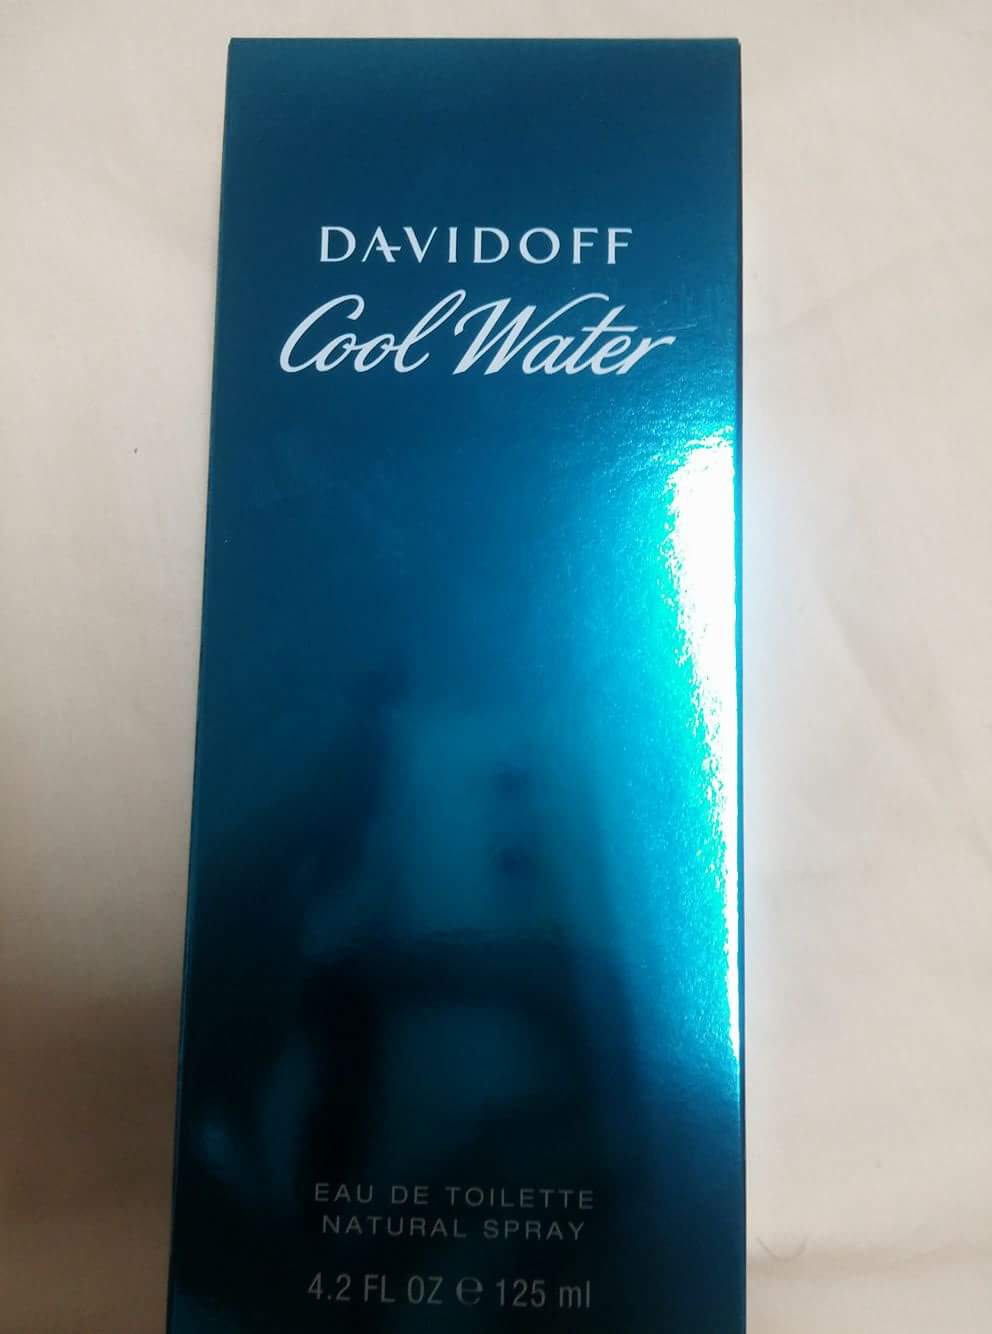 DAVIDOFF
Cool Water
EAU DE TOILETTE
NATURAL SPRAY
4.2 FL OZ ℮ 125 ml